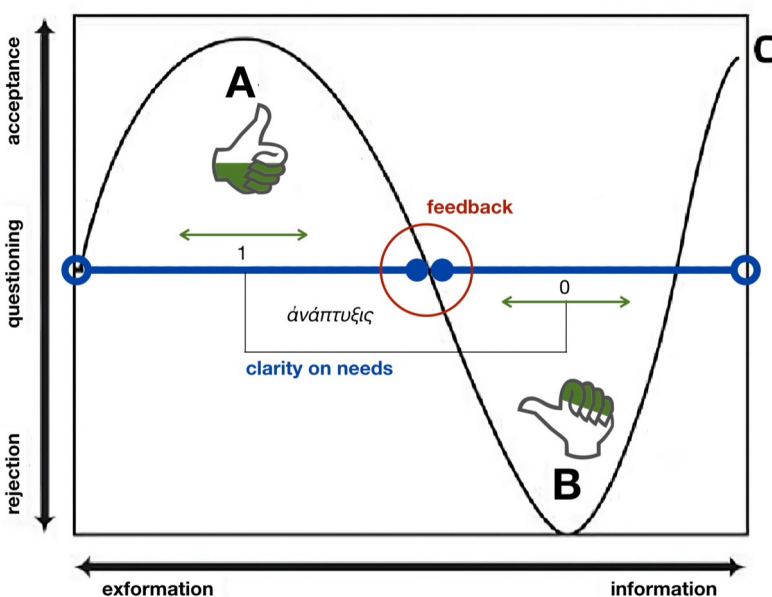 acceptance
questioning
rejection
A
C
feedback
1
0
ἀνάπτυξις
clarity on needs
B
exformation
information